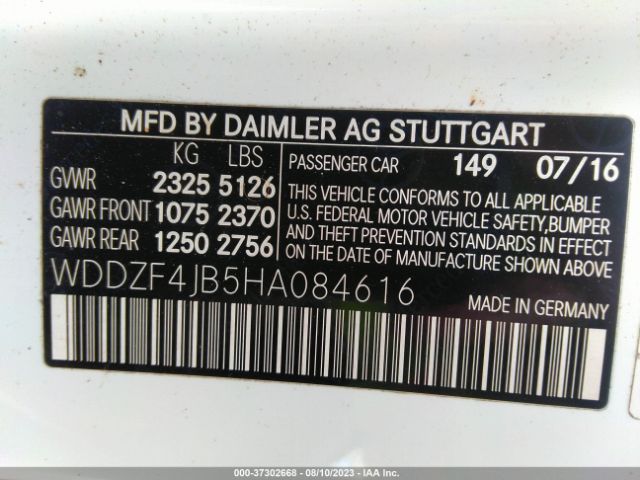 MFD BY DAIMLER AG STUTTGART
KG LBS
GVWR 2325 5126
GAWR FRONT 1075 2370
GAWR REAR 1250 2756
PASSENGER CAR 149 07/16
THIS VEHICLE CONFORMS TO ALL APPLICABLE
U.S. FEDERAL MOTOR VEHICLE SAFETY, BUMPER
AND THEFT PREVENTION STANDARDS IN EFFECT
ON THE DATE OF MANUFACTURE SHOWN ABOVE
WDDZF4JB5HA084616
MADE IN GERMANY
© - 37302668 - 08/10/2023 - IAA Inc.